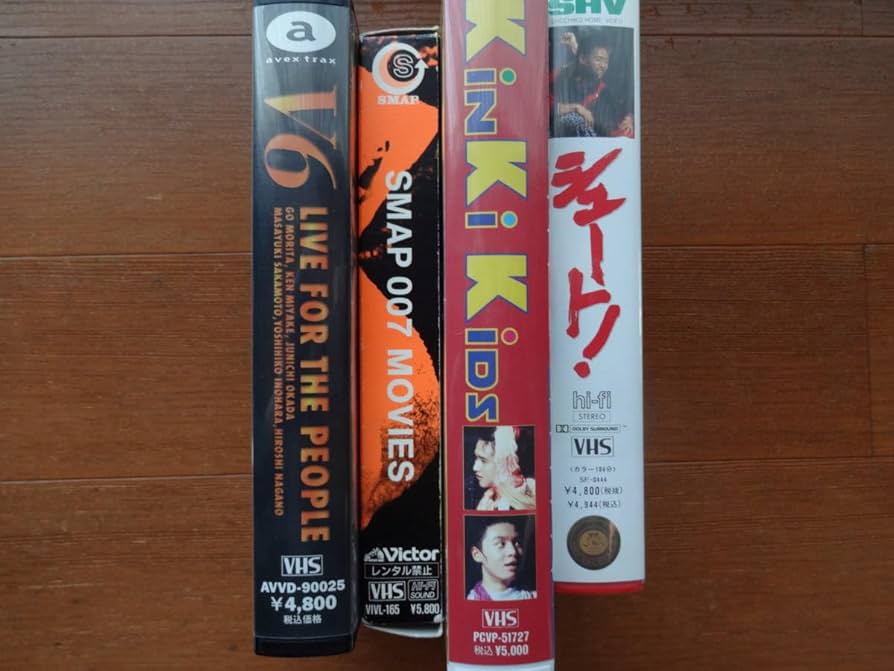 a
avex trax
V6
LIVE FOR THE PEOPLE
GO MORITA, KEN MIYAKE, JUNICHI OKADA
MASAYUKI SAKAMOTO, YOSHIHIKO INOHARA, HIROSHI NAGANO
VHS
AVVD-90025
¥4,800
税込価格
S
SMAP
SMAP 007 MOVIES
Victor
レンタル禁止
VHS
HI-FI
SOUND
VIVL-165 ¥5,800
KiNKi KiDS
VHS
PCVP-51727
税込 ¥5,000
SHV
SHOCHIKU HOME VIDEO
シュート!
hi-fi
STEREO
DOLBY SURROUND
VHS
(カラー104分)
SF-0444
¥4,800(税抜)
¥4,944(税込)